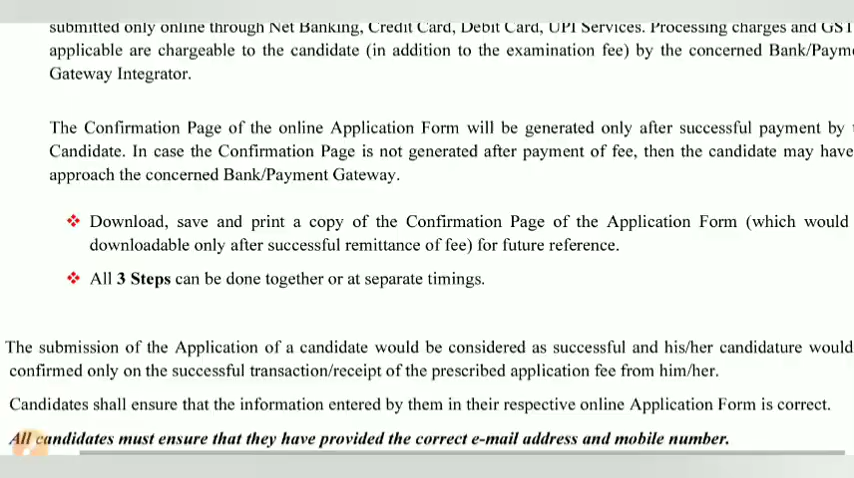 submitted only online through Net Banking, Credit Card, Debit Card, UPI Services. Processing charges and GST
applicable are chargeable to the candidate (in addition to the examination fee) by the concerned Bank/Paym
Gateway Integrator.
The Confirmation Page of the online Application Form will be generated only after successful payment by
Candidate. In case the Confirmation Page is not generated after payment of fee, then the candidate may have
approach the concerned Bank/Payment Gateway.
❖ Download, save and print a copy of the Confirmation Page of the Application Form (which would
downloadable only after successful remittance of fee) for future reference.
❖ All 3 Steps can be done together or at separate timings.
The submission of the Application of a candidate would be considered as successful and his/her candidature would
confirmed only on the successful transaction/receipt of the prescribed application fee from him/her.
Candidates shall ensure that the information entered by them in their respective online Application Form is correct.
All candidates must ensure that they have provided the correct e-mail address and mobile number.